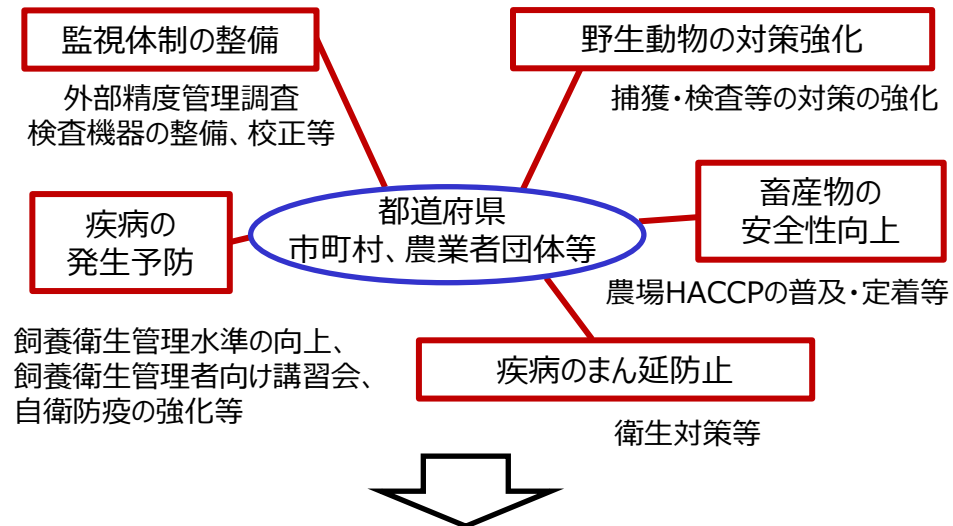 監視体制の整備
外部精度管理調査
検査機器の整備、校正等
野生動物の対策強化
捕獲・検査等の対策の強化
疾病の
発生予防
都道府県
市町村、農業者団体等
畜産物の
安全性向上
農場HACCPの普及・定着等
飼養衛生管理水準の向上、
飼養衛生管理者向け講習会、
自衛防疫の強化等
疾病のまん延防止
衛生対策等